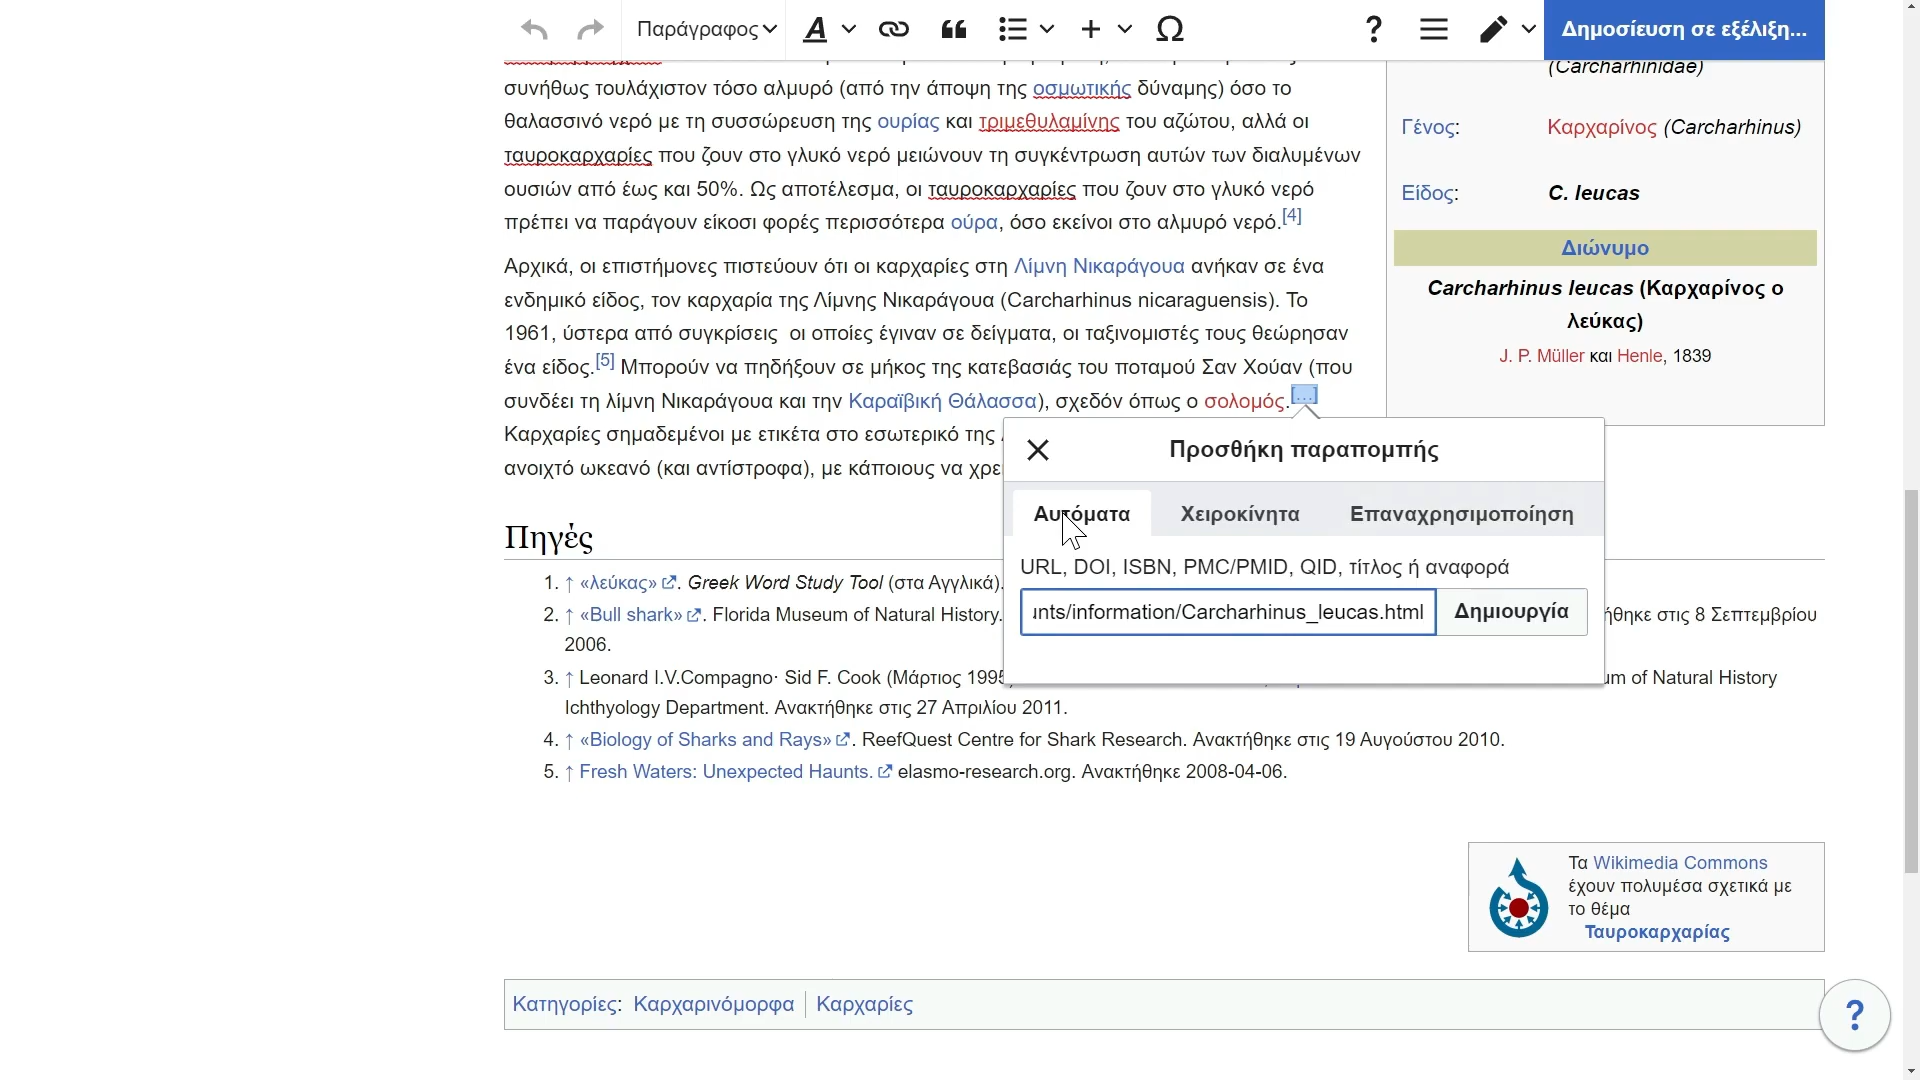 Παράγραφος
A
Ω
?
Δημοσίευση σε εξέλιξη...
συνήθως τουλάχιστον τόσο αλμυρό (από την άποψη της οσμωτικής δύναμης) όσο το
θαλασσινό νερό με τη συσσώρευση της ουρίας και τριμεθυλαμίνης του αζώτου, αλλά οι
ταυροκαρχαρίες που ζουν στο γλυκό νερό μειώνουν τη συγκέντρωση αυτών των διαλυμένων
ουσιών από έως και 50%. Ως αποτέλεσμα, οι ταυροκαρχαρίες που ζουν στο γλυκό νερό
πρέπει να παράγουν είκοσι φορές περισσότερα ούρα, όσο εκείνοι στο αλμυρό νερό.[4]
Αρχικά, οι επιστήμονες πιστεύουν ότι οι καρχαρίες στη Λίμνη Νικαράγουα ανήκαν σε ένα
ενδημικό είδος, τον καρχαρία της Λίμνης Νικαράγουα (Carcharhinus nicaraguensis). Το
1961, ύστερα από συγκρίσεις οι οποίες έγιναν σε δείγματα, οι ταξινομιστές τους θεώρησαν
ένα είδος.[5] Μπορούν να πηδήξουν σε μήκος της κατεβασιάς του ποταμού Σαν Χούαν (που
συνδέει τη λίμνη Νικαράγουα και την Καραϊβική Θάλασσα), σχεδόν όπως ο σολομός.[...]
Καρχαρίες σημαδεμένοι με ετικέτα στο εσωτερικό της
ανοιχτό ωκεανό (και αντίστροφα), με κάποιους να χρε
(Carcharhinidae)
Γένος: Καρχαρίνος (Carcharhinus)
Είδος: C. leucas
Διώνυμο
Carcharhinus leucas (Καρχαρίνος ο
λεύκας)
J. P. Müller και Henle, 1839
Προσθήκη παραπομπής
Αυτόματα Χειροκίνητα Επαναχρησιμοποίηση
URL, DOI, ISBN, PMC/PMID, QID, τίτλος ή αναφορά
nts/information/Carcharhinus_leucas.html Δημιουργία
Πηγές
1. ↑ «λεύκας». Greek Word Study Tool (στα Αγγλικά).
2. ↑ «Bull shark». Florida Museum of Natural History. ήθηκε στις 8 Σεπτεμβρίου
2006.
3. ↑ Leonard I.V.Compagno· Sid F. Cook (Μάρτιος 1995 um of Natural History
Ichthyology Department. Ανακτήθηκε στις 27 Απριλίου 2011.
4. ↑ «Biology of Sharks and Rays». ReefQuest Centre for Shark Research. Ανακτήθηκε στις 19 Αυγούστου 2010.
5. ↑ Fresh Waters: Unexpected Haunts. elasmo-research.org. Ανακτήθηκε 2008-04-06.
Τα Wikimedia Commons
έχουν πολυμέσα σχετικά με
το θέμα
Ταυροκαρχαρίας
Κατηγορίες: Καρχαρινόμορφα Καρχαρίες
?